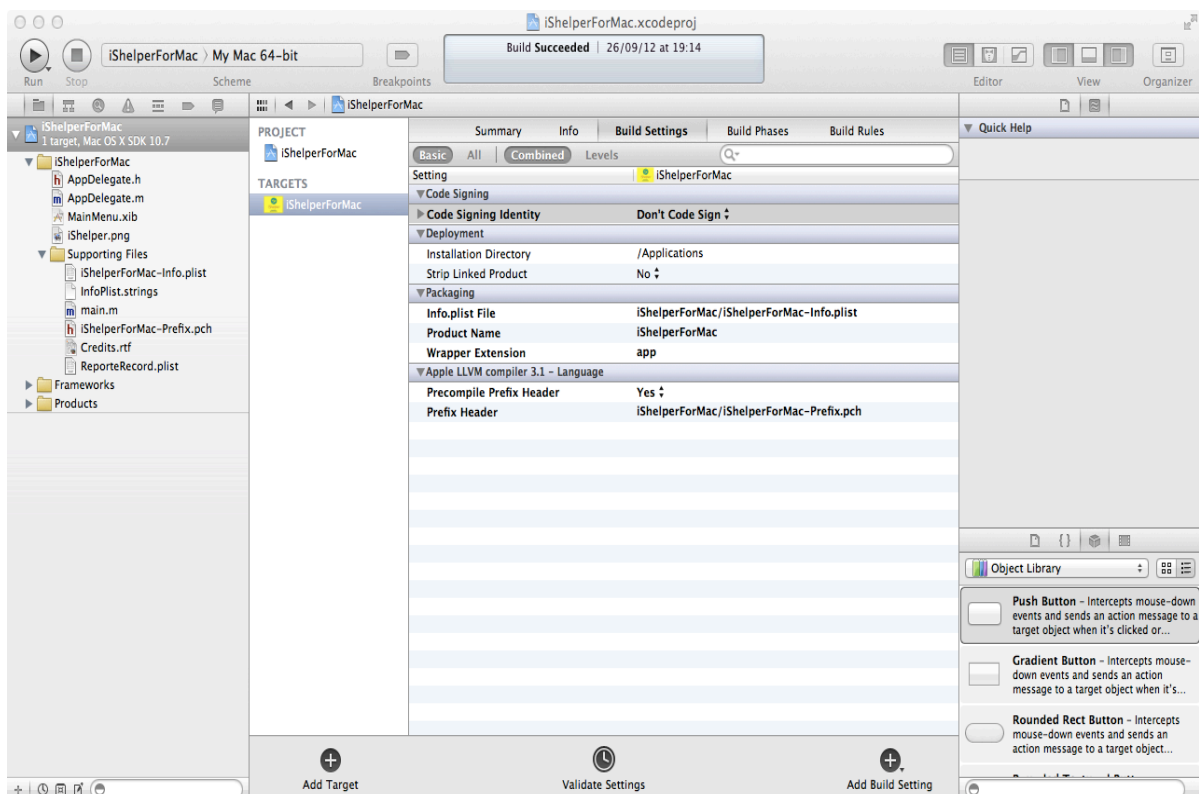 iShelperForMac.xcodeproj
iShelperForMac › My Mac 64-bit
Build Succeeded | 26/09/12 at 19:14
Run
Stop
Scheme
Breakpoints
Editor
View
Organizer
iShelperForMac
iShelperForMac
1 target, Mac OS X SDK 10.7
iShelperForMac
AppDelegate.h
AppDelegate.m
MainMenu.xib
iShelper.png
Supporting Files
iShelperForMac-Info.plist
InfoPlist.strings
main.m
iShelperForMac-Prefix.pch
Credits.rtf
ReporteRecord.plist
Frameworks
Products
PROJECT
iShelperForMac
TARGETS
iShelperForMac
Summary Info Build Settings Build Phases Build Rules
Basic All Combined Levels
Setting iShelperForMac
Code Signing
Code Signing Identity Don't Code Sign
Deployment
Installation Directory /Applications
Strip Linked Product No
Packaging
Info.plist File iShelperForMac/iShelperForMac-Info.plist
Product Name iShelperForMac
Wrapper Extension app
Apple LLVM compiler 3.1 - Language
Precompile Prefix Header Yes
Prefix Header iShelperForMac/iShelperForMac-Prefix.pch
Add Target
Validate Settings
Add Build Setting
Quick Help
{}
Object Library
Push Button - Intercepts mouse-down
events and sends an action message to a
target object when it's clicked or...
Gradient Button - Intercepts mouse-
down events and sends an action
message to a target object when it's...
Rounded Rect Button - Intercepts
mouse-down events and sends an
action message to a target object...